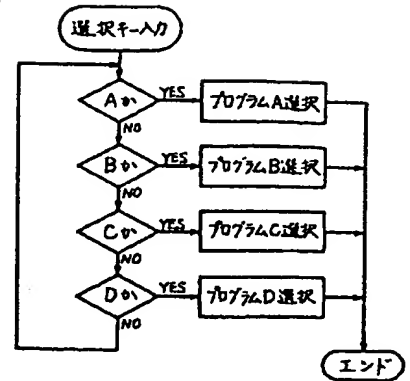 選択キー入力
Aか
YES
プログラムA選択
NO
Bか
YES
プログラムB選択
NO
Cか
YES
プログラムC選択
NO
Dか
YES
プログラムD選択
NO
エンド